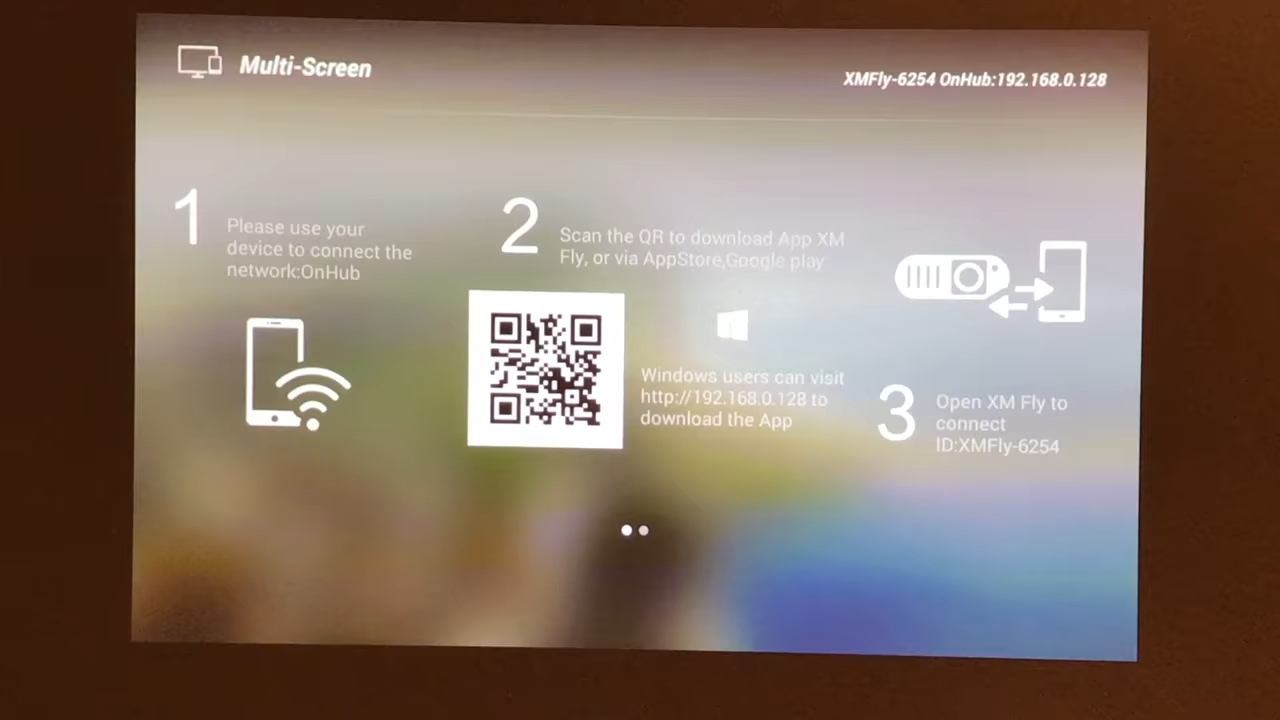 Multi-Screen
XMFly-6254 OnHub:192.168.0.128
1
Please use your
device to connect the
network:OnHub
2
Scan the QR to download App XM
Fly, or via AppStore,Google play
Windows users can visit
http://192.168.0.128 to
download the App
3
Open XM Fly to
connect
ID:XMFly-6254